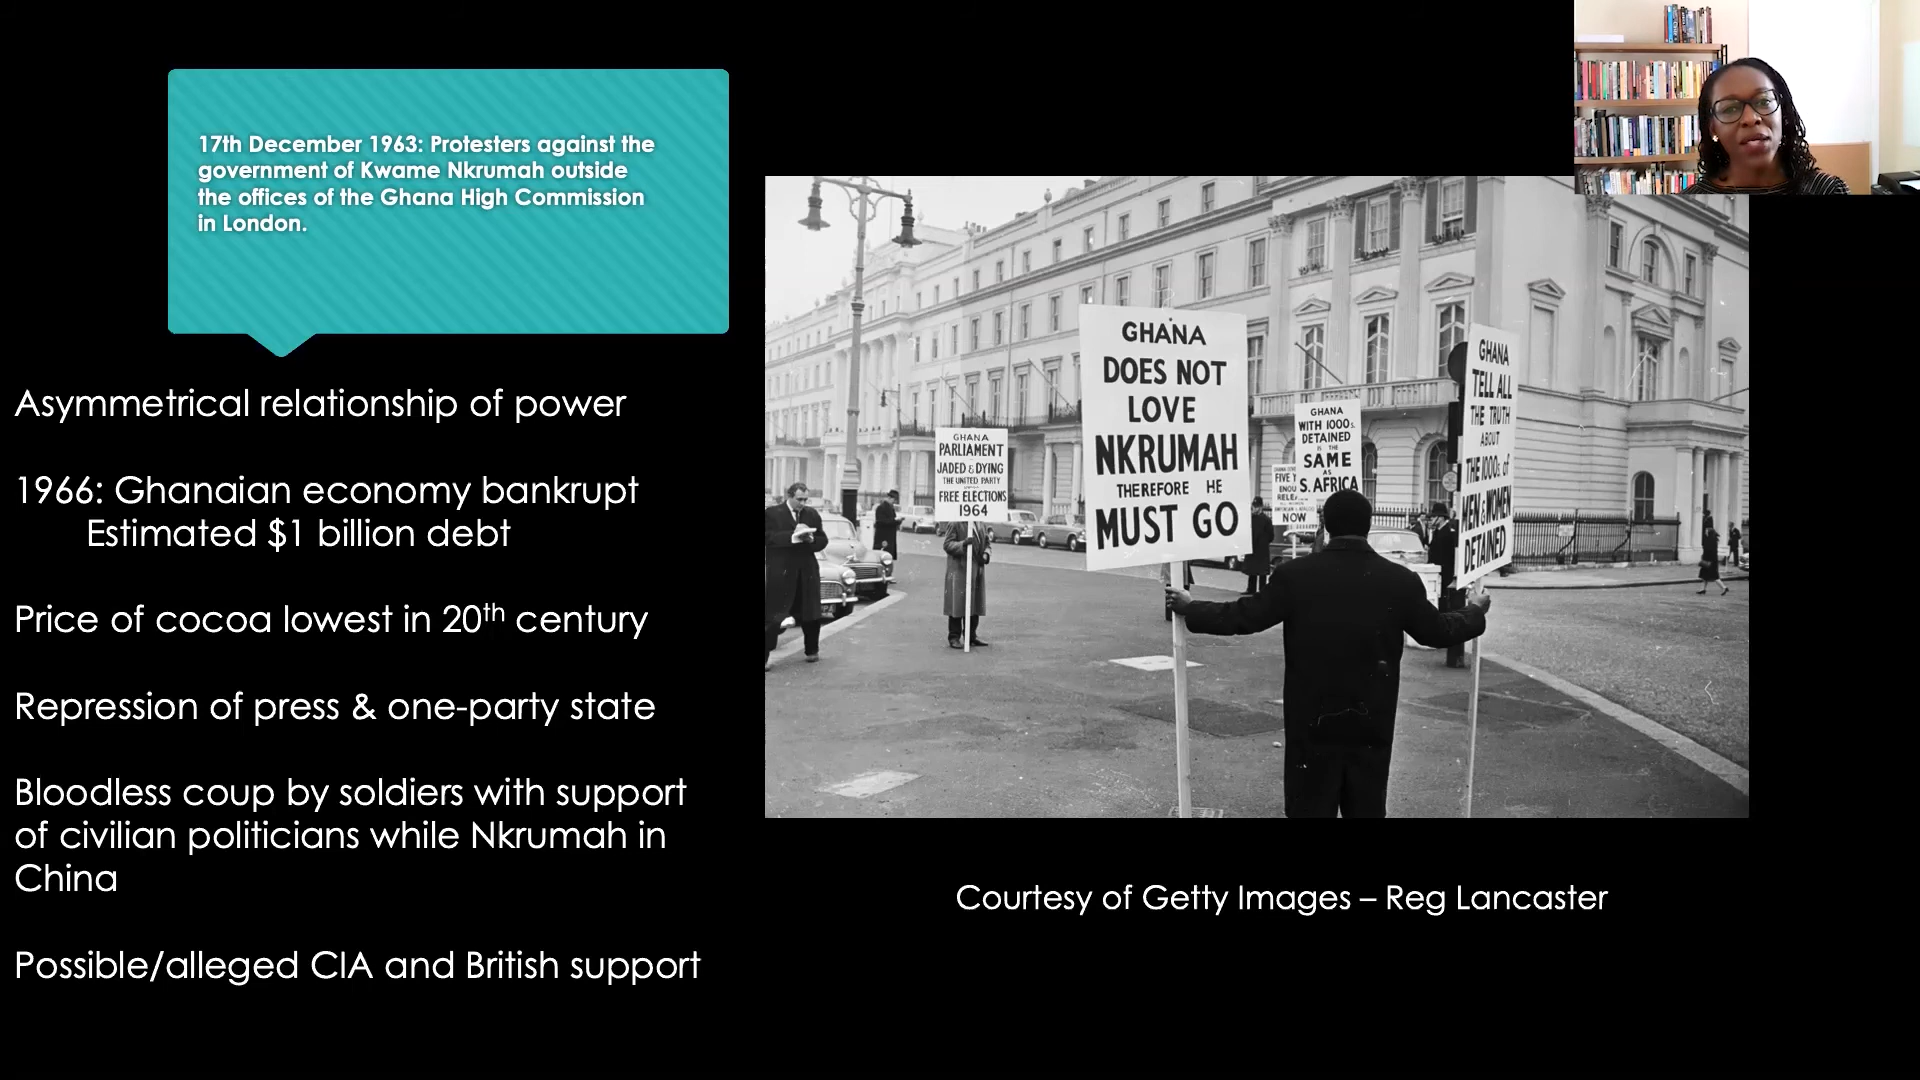 17th December 1963: Protesters against the
government of Kwame Nkrumah outside
the offices of the Ghana High Commission
in London.
Asymmetrical relationship of power
1966: Ghanaian economy bankrupt
Estimated $1 billion debt
Price of cocoa lowest in 20th century
Repression of press & one-party state
Bloodless coup by soldiers with support
of civilian politicians while Nkrumah in
China
Possible/alleged CIA and British support
GHANA
PARLIAMENT
JADED & DYING
THE UNITED PARTY
FREE ELECTIONS
1964
GHANA
DOES NOT
LOVE
NKRUMAH
THEREFORE HE
MUST GO
FIVE
NOW
GHANA
WITH 1000s
DETAINED
IS THE
SAME
AS
S. AFRICA
GHANA
TELL ALL
THE TRUTH
ABOUT
THE 1000s of
MEN & WOMEN
DETAINED
Courtesy of Getty Images – Reg Lancaster